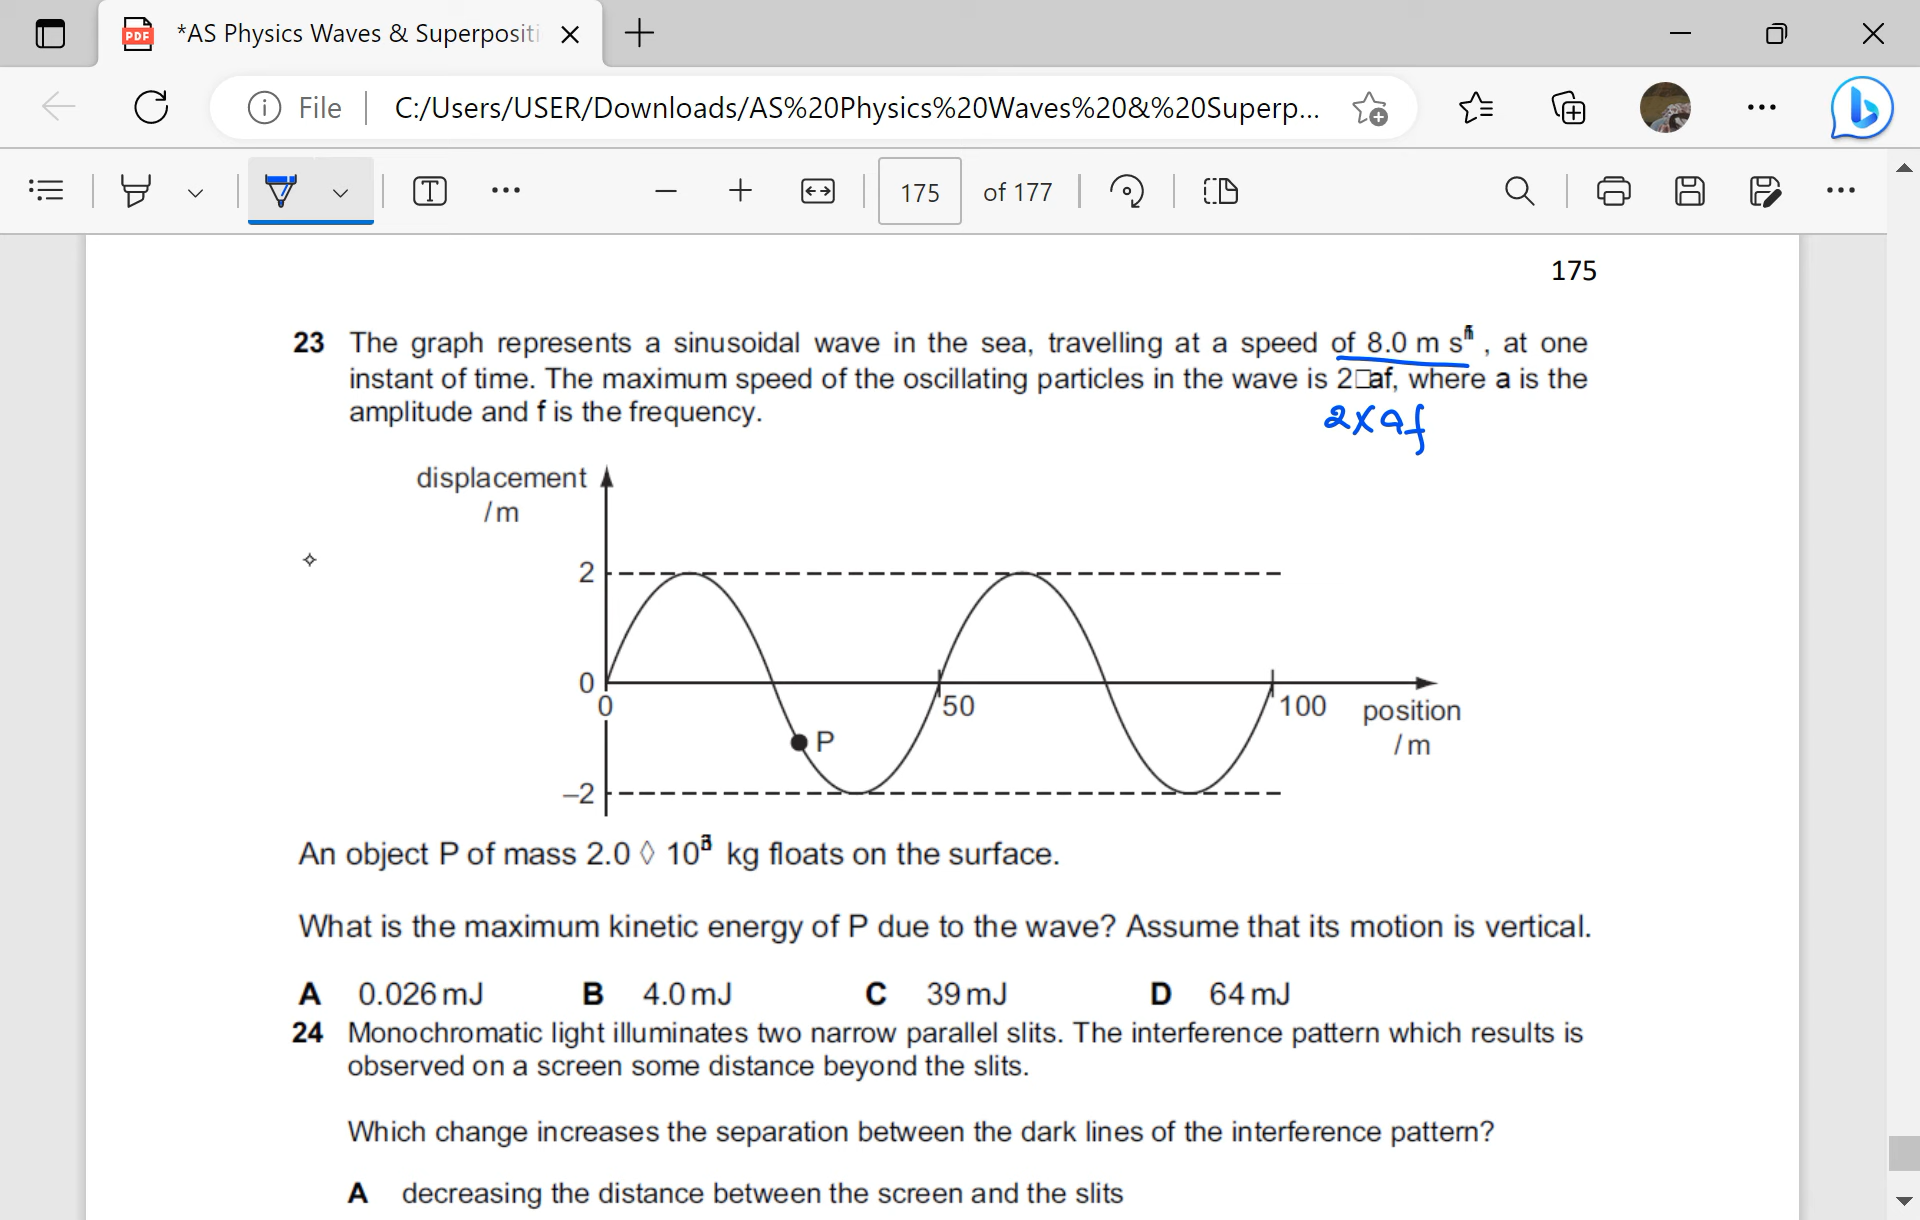 *AS Physics Waves & Superpositi
File
C:/Users/USER/Downloads/AS%20Physics%20Waves%20&%20Superp...
175 of 177
175
23 The graph represents a sinusoidal wave in the sea, travelling at a speed of 8.0 m s , at one
instant of time. The maximum speed of the oscillating particles in the wave is 2□af, where a is the
amplitude and f is the frequency.
2×af
displacement
/ m
2
0
0
50
100
position
/ m
P
–2
An object P of mass 2.0 ◊ 10 kg floats on the surface.
What is the maximum kinetic energy of P due to the wave? Assume that its motion is vertical.
A 0.026 mJ B 4.0 mJ C 39 mJ D 64 mJ
24 Monochromatic light illuminates two narrow parallel slits. The interference pattern which results is
observed on a screen some distance beyond the slits.
Which change increases the separation between the dark lines of the interference pattern?
A decreasing the distance between the screen and the slits